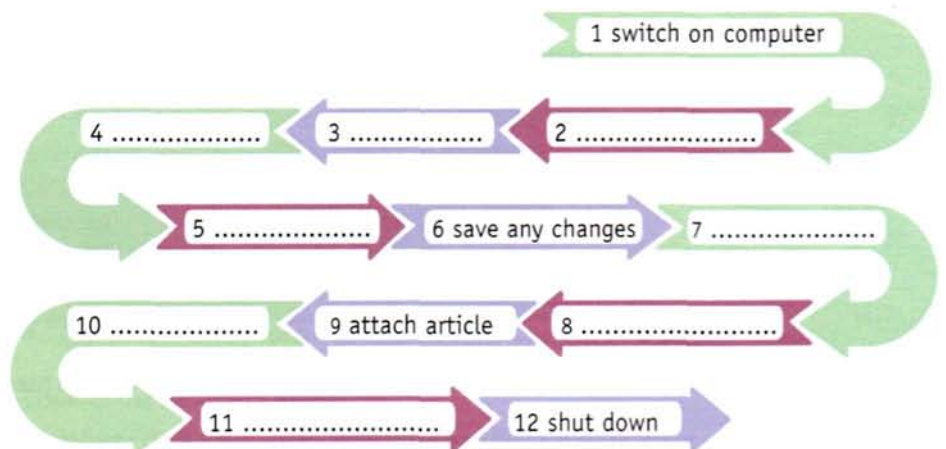 1 switch on computer
2 .......................
3 .................
4 ...................
5 ....................
6 save any changes
7 .....................
8 .........................
9 attach article
10 ...................
11 .........................
12 shut down